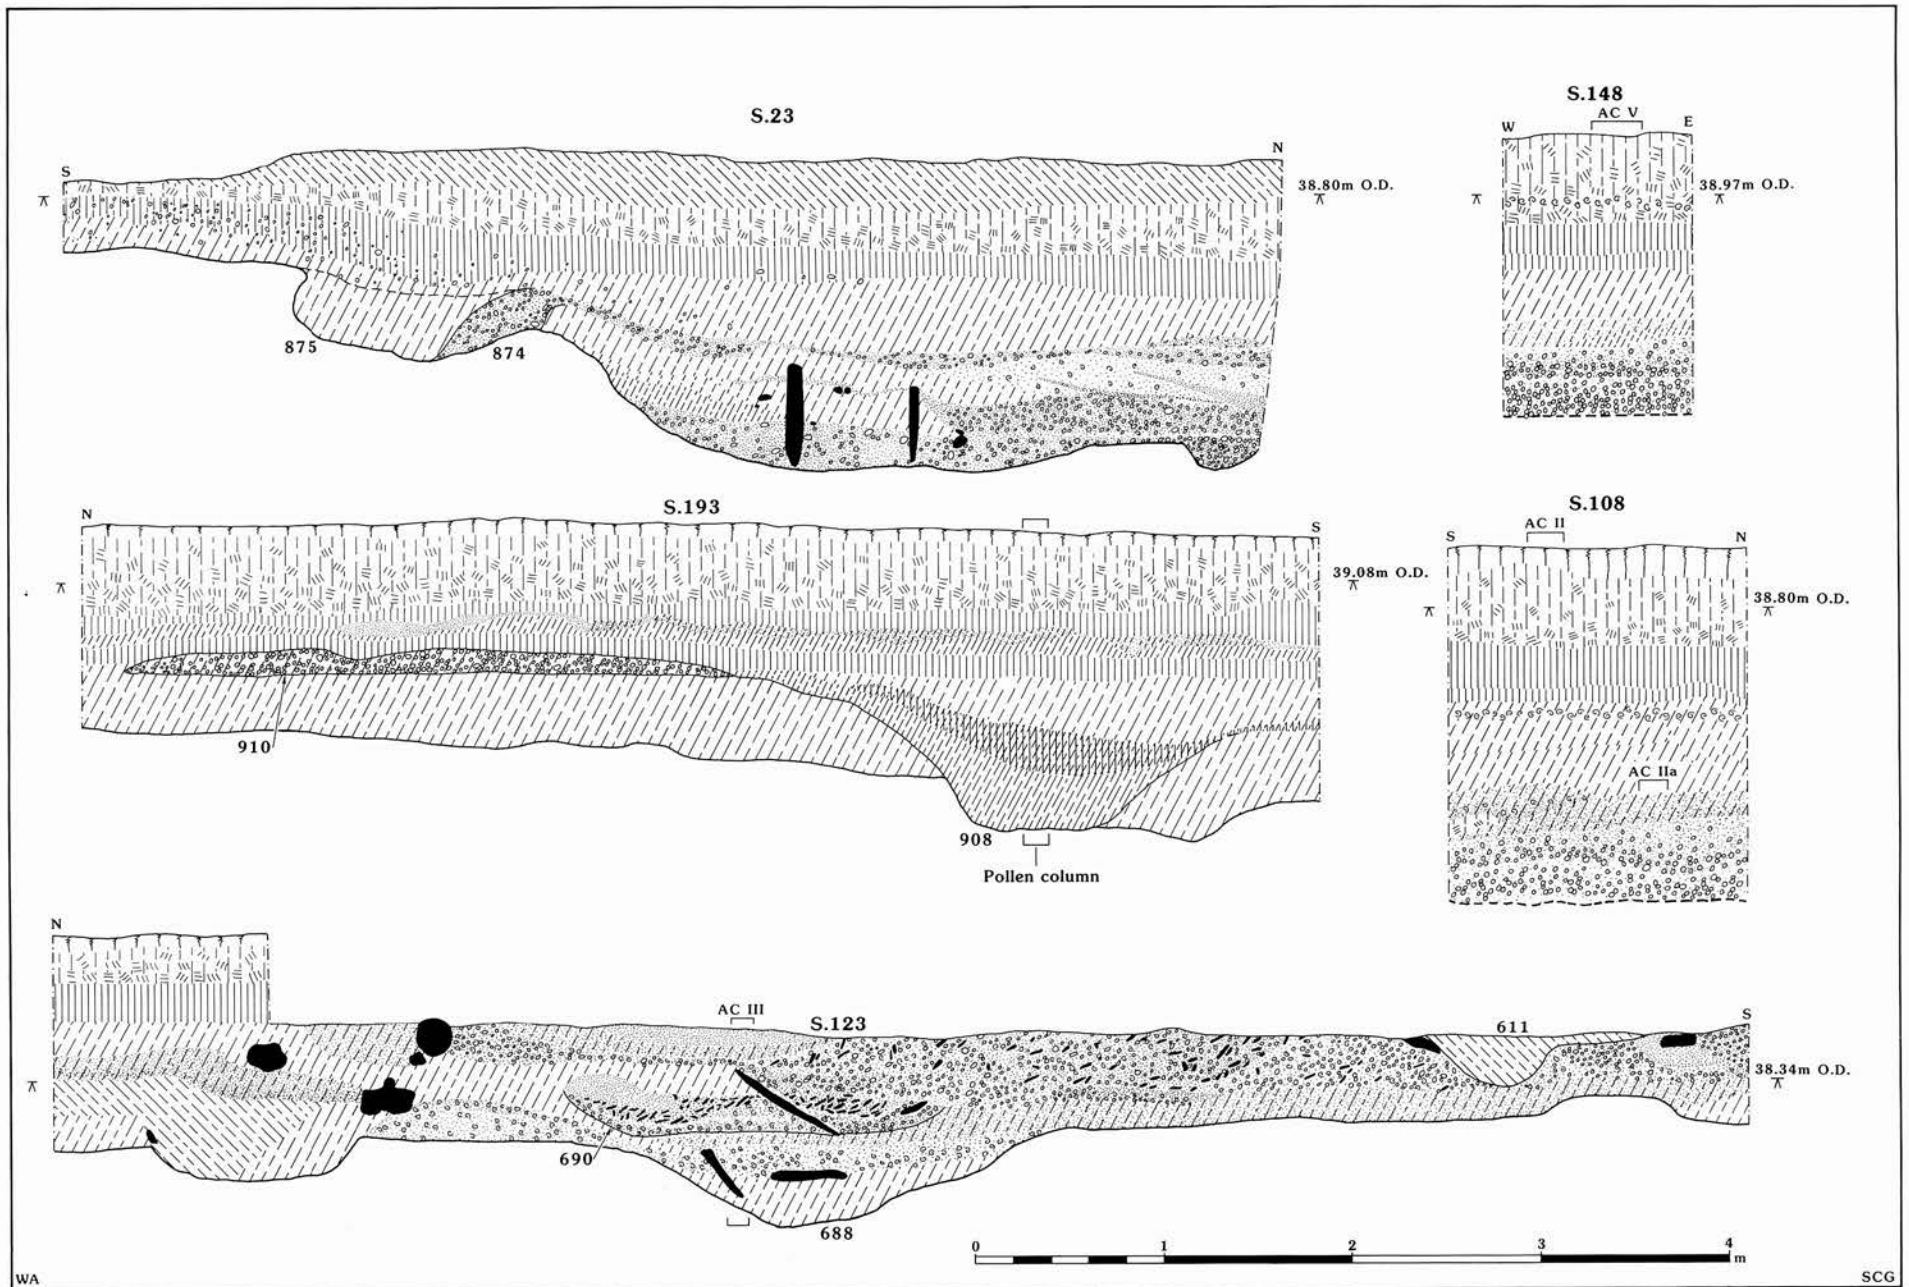 S.23
S
N
38.80m O.D.
875
874
S.148
AC V
W
E
38.97m O.D.
S.193
N
S
39.08m O.D.
910
908
Pollen column
S.108
AC II
S
N
38.80m O.D.
AC IIa
N
AC III
S.123
611
S
38.34m O.D.
690
688
0 1 2 3 4
m
WA
SCG